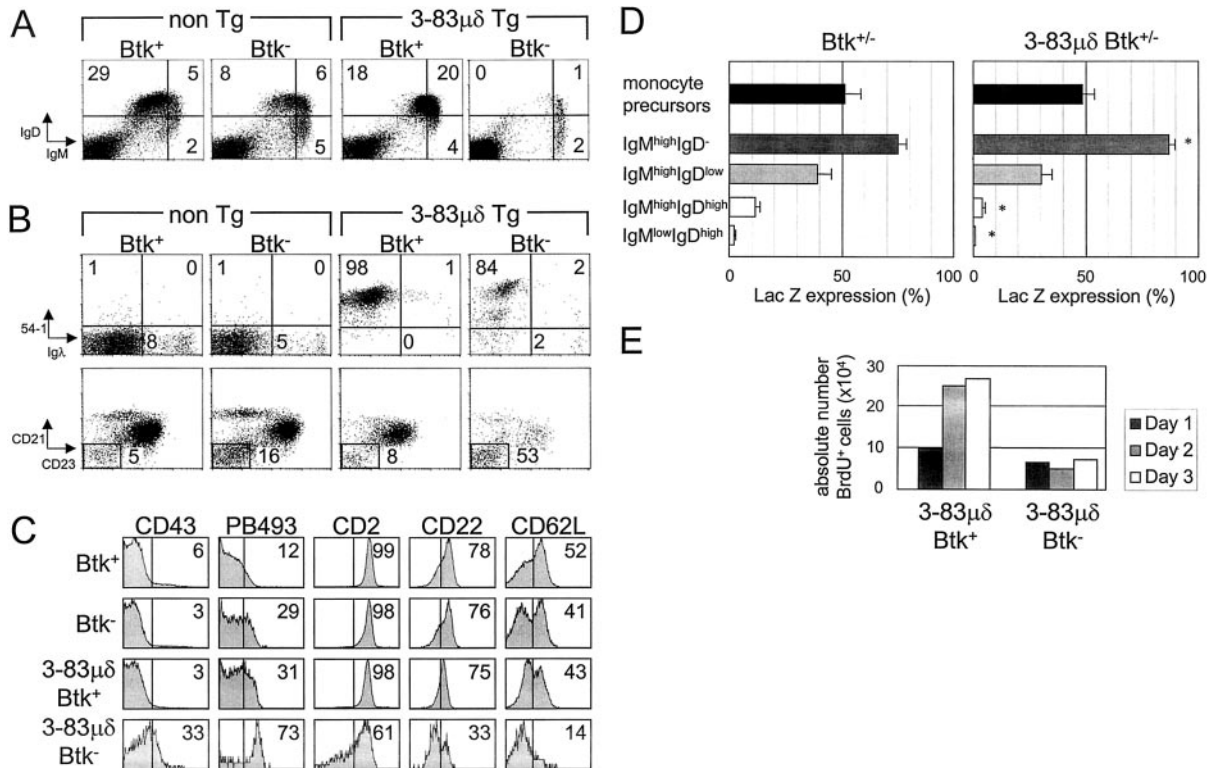 A
non Tg
3-83μδ Tg
Btk+
Btk-
Btk+
Btk-
29
5
2
8
6
5
18
20
4
0
1
2
IgD
IgM
B
non Tg
3-83μδ Tg
Btk+
Btk-
Btk+
Btk-
1
0
8
1
0
5
98
1
0
84
2
2
54-1
Igλ
5
16
8
53
CD21
CD23
C
CD43
PB493
CD2
CD22
CD62L
Btk+
6
12
99
78
52
Btk-
3
29
98
76
41
3-83μδ
Btk+
3
31
98
75
43
3-83μδ
Btk-
33
73
61
33
14
D
Btk+/-
3-83μδ Btk+/-
monocyte
precursors
IgMhighIgD-
*
IgMhighIgDlow
IgMhighIgDhigh
*
IgMlowIgDhigh
*
0
50
100
0
50
100
Lac Z expression (%)
Lac Z expression (%)
E
absolute number
BrdU+ cells (x10⁴)
30
20
10
0
Day 1
Day 2
Day 3
3-83μδ
Btk+
3-83μδ
Btk-